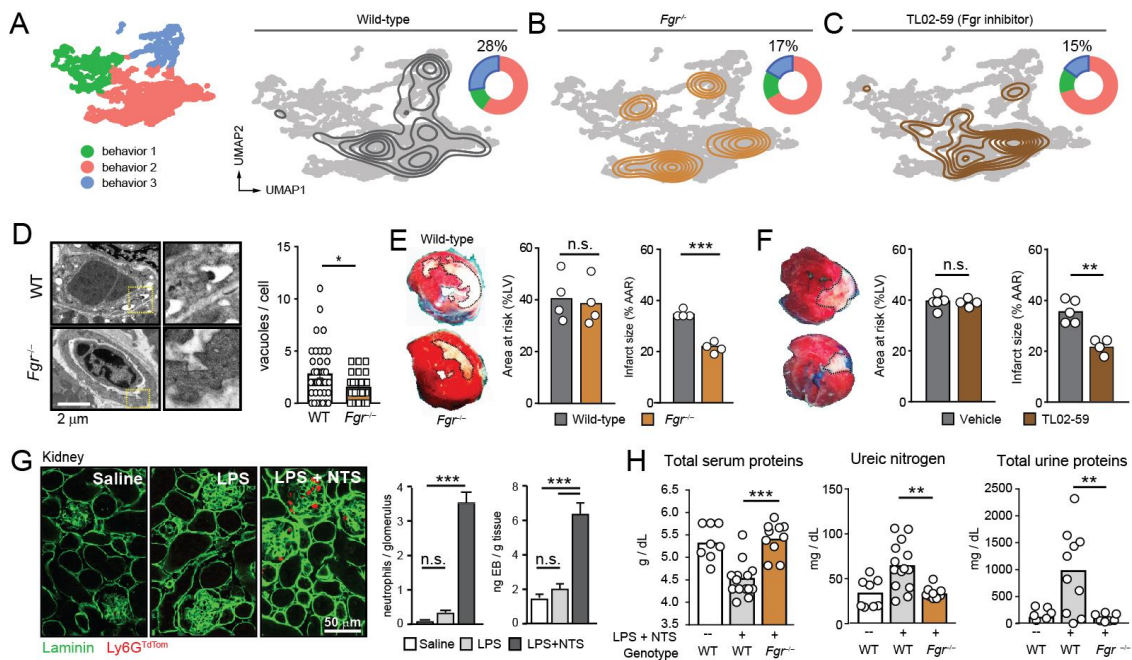 A
behavior 1
behavior 2
behavior 3
UMAP2
UMAP1
Wild-type
28%
B
Fgr-/-
17%
C
TL02-59 (Fgr inhibitor)
15%
D
WT
Fgr−/−
2 μm
vacuoles / cell
15
10
5
0
*
WT
Fgr−/−
E
Wild-type
Fgr−/−
Area at risk (%LV)
60
40
20
0
n.s.
Infarct size (% AAR)
60
40
20
0
***
Wild-type
Fgr−/−
F
Area at risk (%LV)
60
40
20
0
n.s.
Infarct size (% AAR)
60
40
20
0
**
Vehicle
TL02-59
G
Kidney
Saline
LPS
LPS + NTS
50 μm
Laminin
Ly6GTdTom
neutrophils / glomerulus
4
3
2
1
0
***
n.s.
ng EB / g tissue
8
6
4
2
0
***
n.s.
Saline
LPS
LPS+NTS
H
Total serum proteins
g / dL
6.5
6.0
5.5
5.0
4.5
4.0
***
LPS + NTS
-- + +
Genotype
WT WT Fgr−/−
Ureic nitrogen
mg / dL
150
100
50
0
**
-- + +
WT WT Fgr−/−
Total urine proteins
mg / dL
2500
2000
1500
1000
500
0
**
-- + +
WT WT Fgr −/−